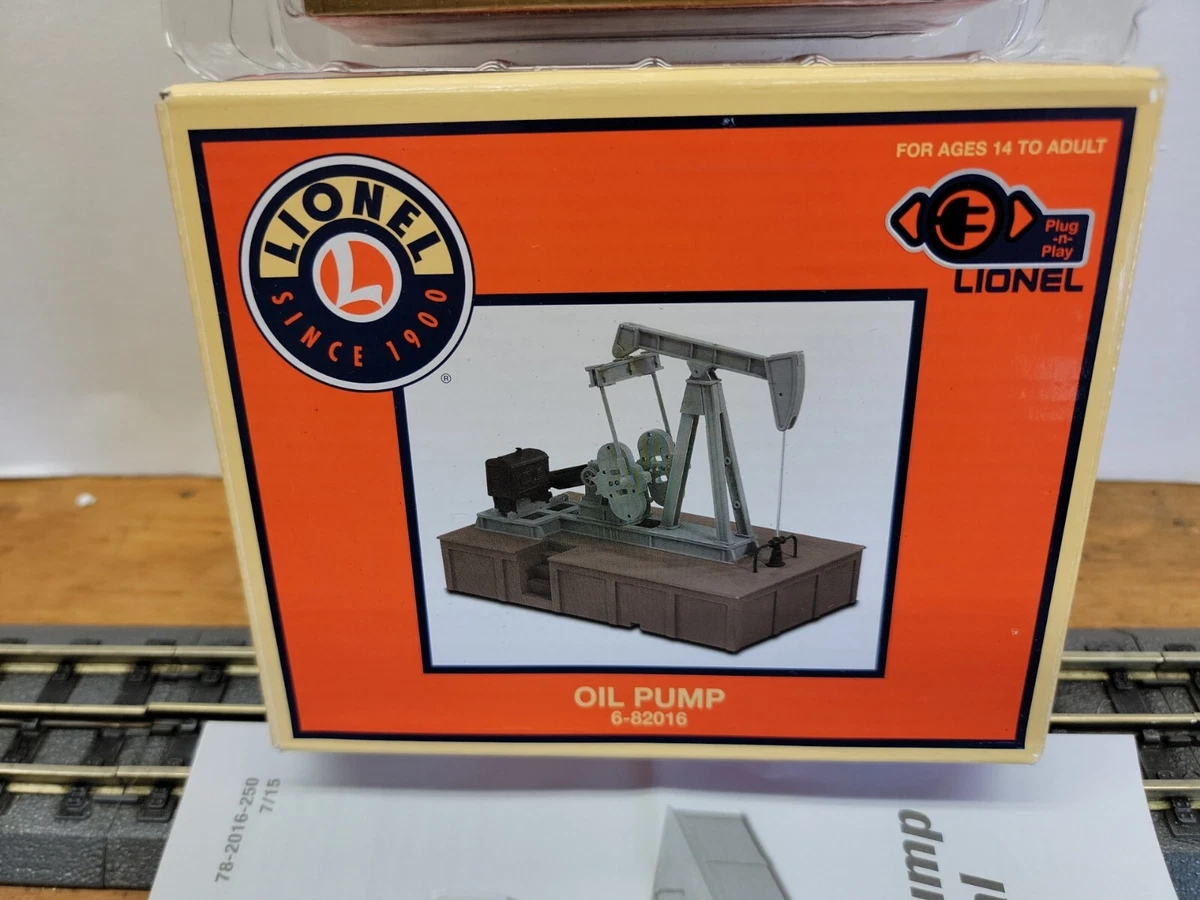 FOR AGES 14 TO ADULT
LIONEL
L
SINCE 1900
®
Plug
-n-
Play
LIONEL
OIL PUMP
6-82016
78-2016-250
7/15